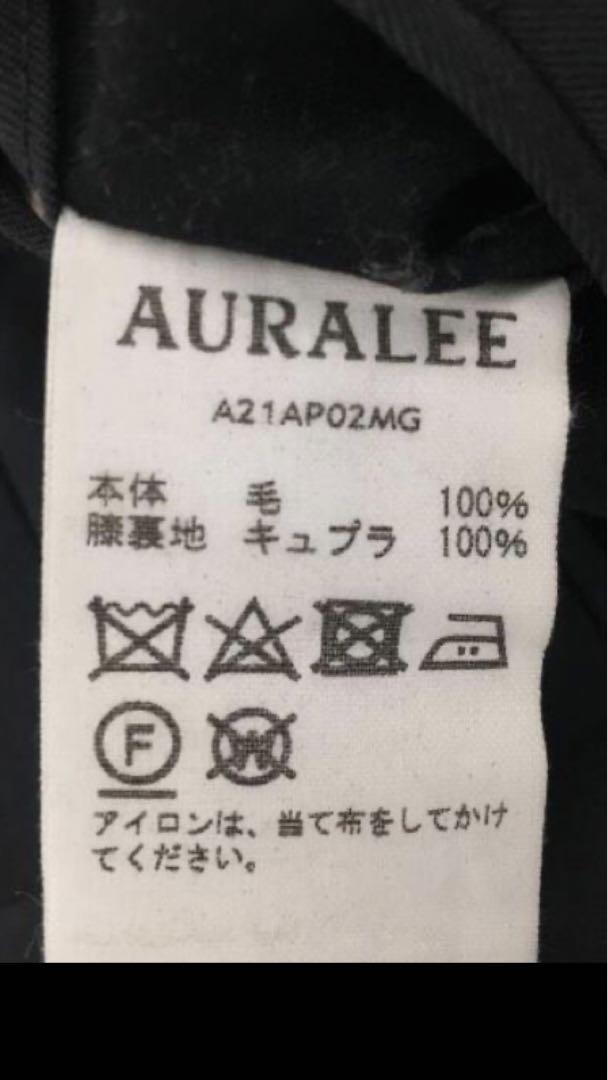 AURALEE
A21AP02MG
本体 毛 100%
膝裏地 キュプラ 100%
F W
アイロンは、当て布をしてかけ
てください。